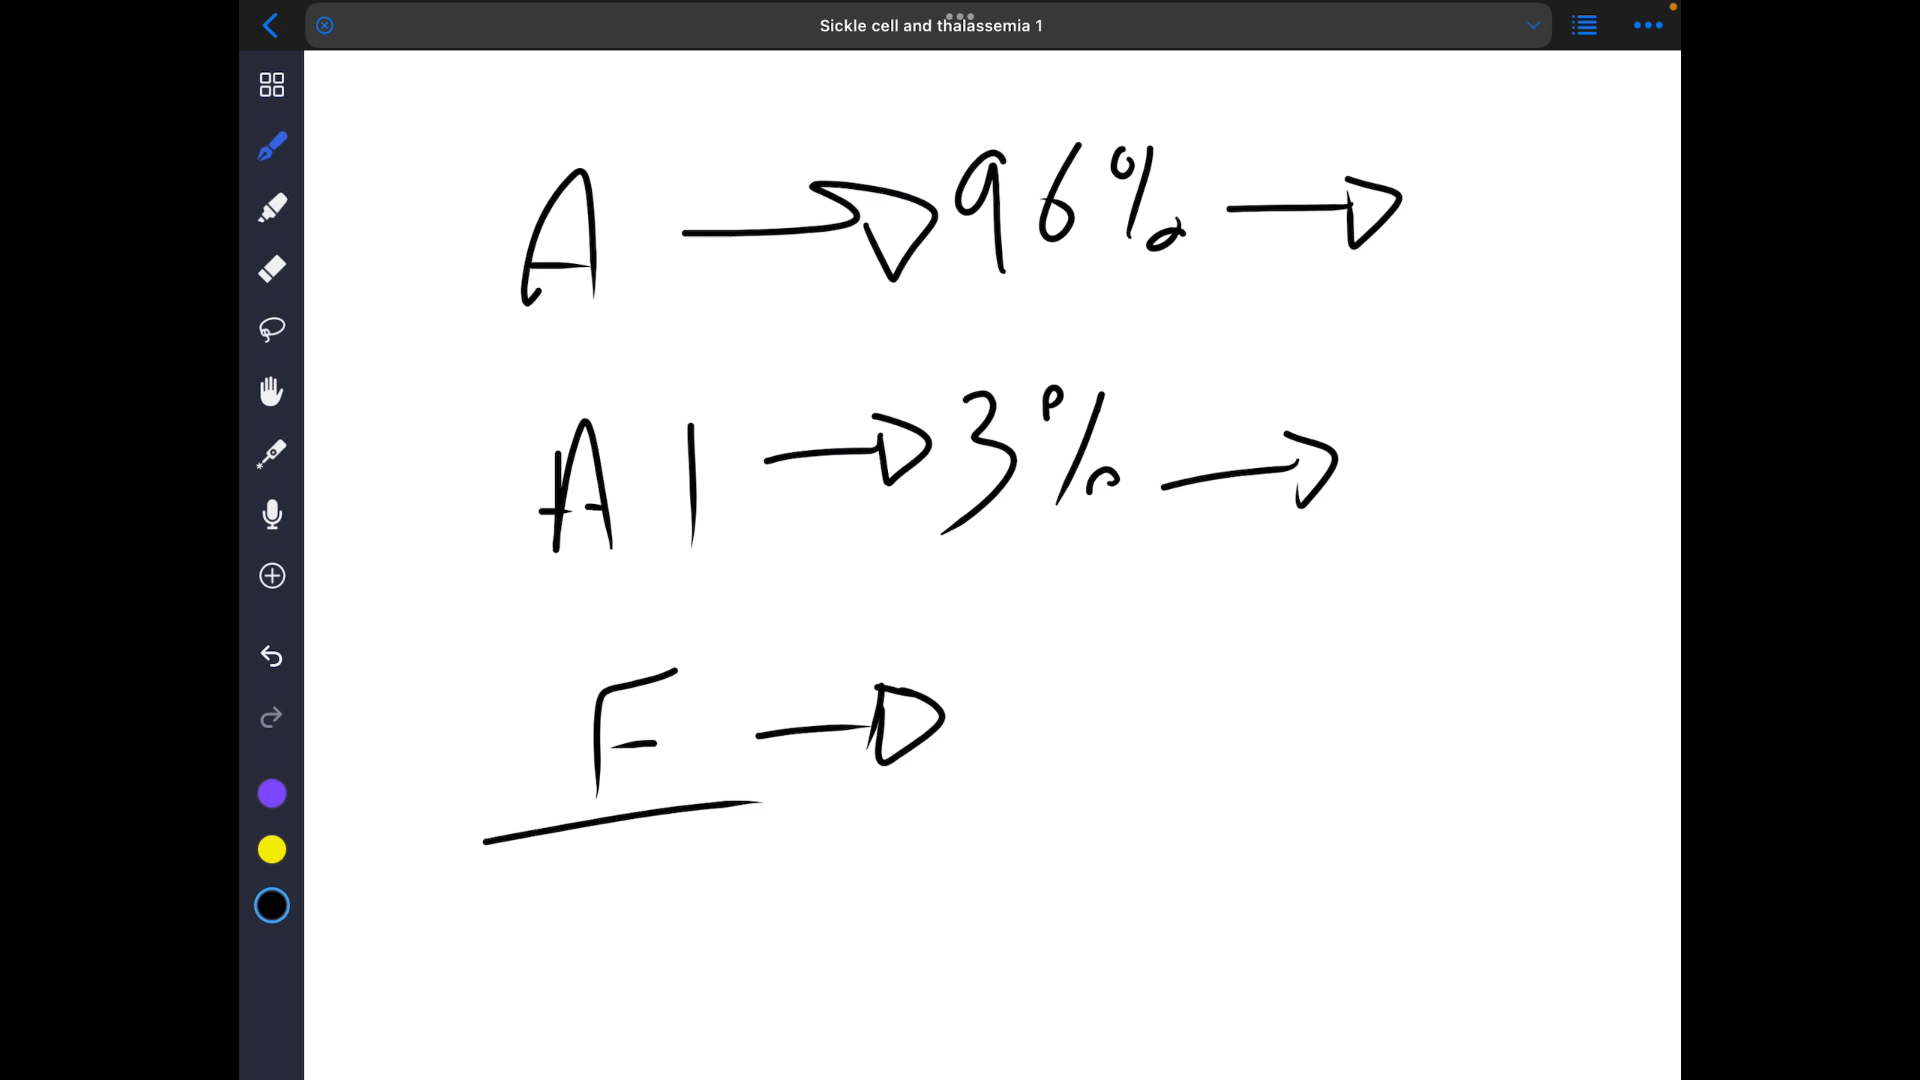 Sickle cell and thalassemia 1
A → 96% →
A1 → 3% →
F →